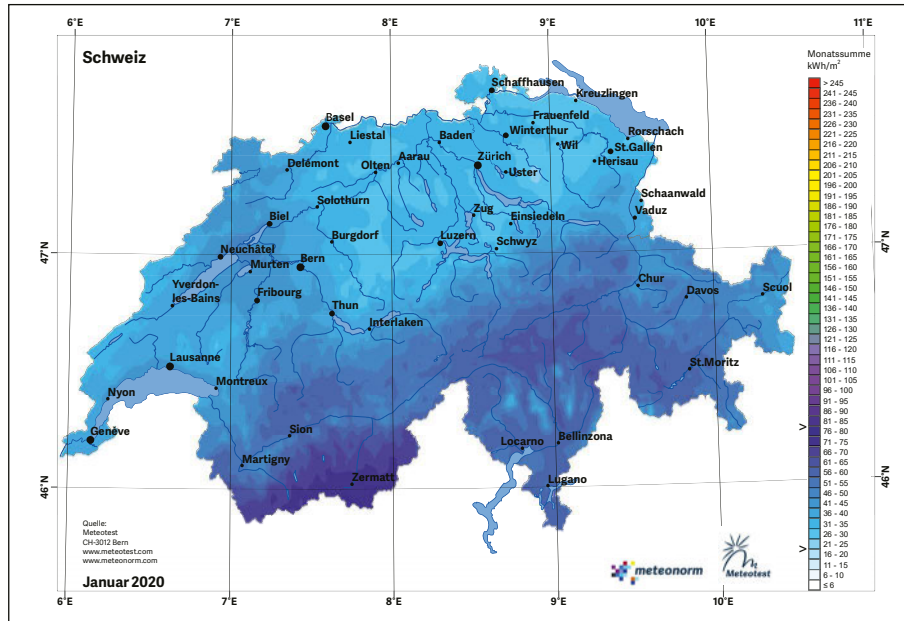 6°E 7°E 8°E 9°E 10°E 11°E
Schweiz
Monatssumme
kWh/m²
> 245
241 - 245
236 - 240
231 - 235
226 - 230
221 - 225
216 - 220
211 - 215
206 - 210
201 - 205
196 - 200
191 - 195
186 - 190
181 - 185
176 - 180
171 - 175
166 - 170
161 - 165
156 - 160
151 - 155
146 - 150
141 - 145
136 - 140
131 - 135
126 - 130
121 - 125
116 - 120
111 - 115
106 - 110
101 - 105
96 - 100
91 - 95
86 - 90
81 - 85
76 - 80
71 - 75
66 - 70
61 - 65
56 - 60
51 - 55
46 - 50
41 - 45
36 - 40
31 - 35
26 - 30
21 - 25
16 - 20
11 - 15
6 - 10
≤ 6
>
>
Schaffhausen
Kreuzlingen
Basel
Frauenfeld
Liestal
Baden
Winterthur
Rorschach
Wil
St.Gallen
Delémont
Olten
Aarau
Zürich
Herisau
Uster
Solothurn
Schaanwald
Biel
Zug
Einsiedeln
Vaduz
Burgdorf
Luzern
Schwyz
47°N
47°N
Neuchâtel
Murten
Bern
Chur
Davos
Scuol
Yverdon-
les-Bains
Fribourg
Thun
Interlaken
Lausanne
St.Moritz
Montreux
Nyon
Genève
Sion
Locarno
Bellinzona
Martigny
Zermatt
Lugano
46°N
46°N
Quelle:
Meteotest
CH-3012 Bern
www.meteotest.com
www.meteonorm.com
meteonorm
Meteotest
Januar 2020
6°E 7°E 8°E 9°E 10°E